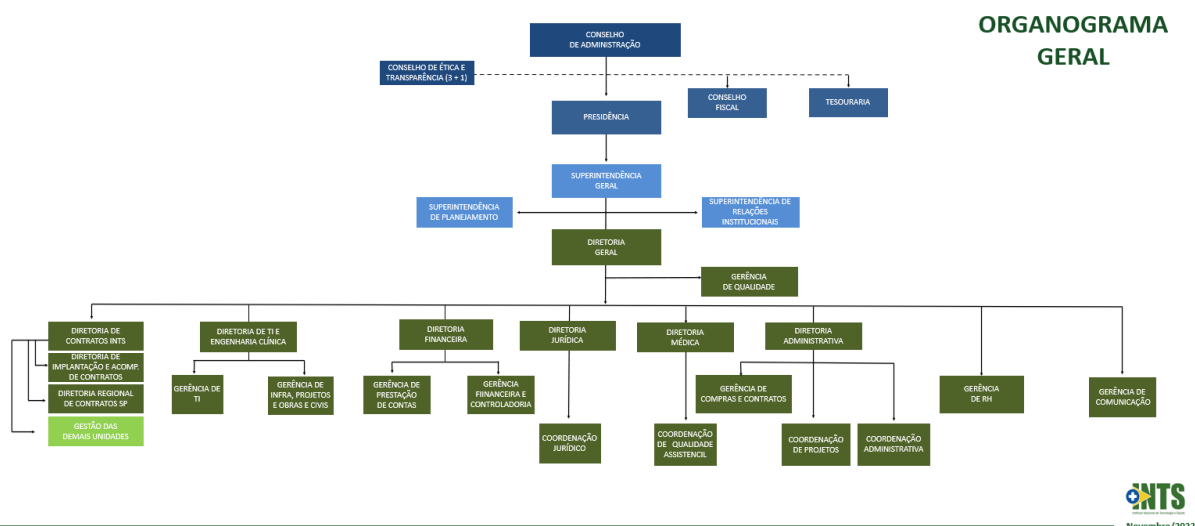 ORGANOGRAMA
GERAL
CONSELHO
DE ADMINISTRAÇÃO
CONSELHO DE ÉTICA E
TRANSPARÊNCIA (3 + 1)
CONSELHO
FISCAL
TESOURARIA
PRESIDÊNCIA
SUPERINTENDÊNCIA
GERAL
SUPERINTENDÊNCIA
DE PLANEJAMENTO
SUPERINTENDÊNCIA DE
RELAÇÕES
INSTITUCIONAIS
DIRETORIA
GERAL
GERÊNCIA
DE QUALIDADE
DIRETORIA DE
CONTRATOS INTS
DIRETORIA DE TI E
ENGENHARIA CLÍNICA
DIRETORIA
FINANCEIRA
DIRETORIA
JURÍDICA
DIRETORIA
MÉDICA
DIRETORIA
ADMINISTRATIVA
DIRETORIA DE
IMPLANTAÇÃO E ACOMP.
DE CONTRATOS
DIRETORIA REGIONAL
DE CONTRATOS SP
GESTÃO DAS
DEMAIS UNIDADES
GERÊNCIA DE
TI
GERÊNCIA DE
INFRA, PROJETOS
E OBRAS E CIVIS
GERÊNCIA DE
PRESTAÇÃO
DE CONTAS
GERÊNCIA
FIINANCEIRA E
CONTROLADORIA
GERÊNCIA DE
COMPRAS E CONTRATOS
GERÊNCIA
DE RH
GERÊNCIA DE
COMUNICAÇÃO
COORDENAÇÃO
JURÍDICO
COORDENAÇÃO
DE QUALIDADE
ASSISTENCIL
COORDENAÇÃO
DE PROJETOS
COORDENAÇÃO
ADMINISTRATIVA
INTS
Instituto Nacional de Tecnologia e Saúde